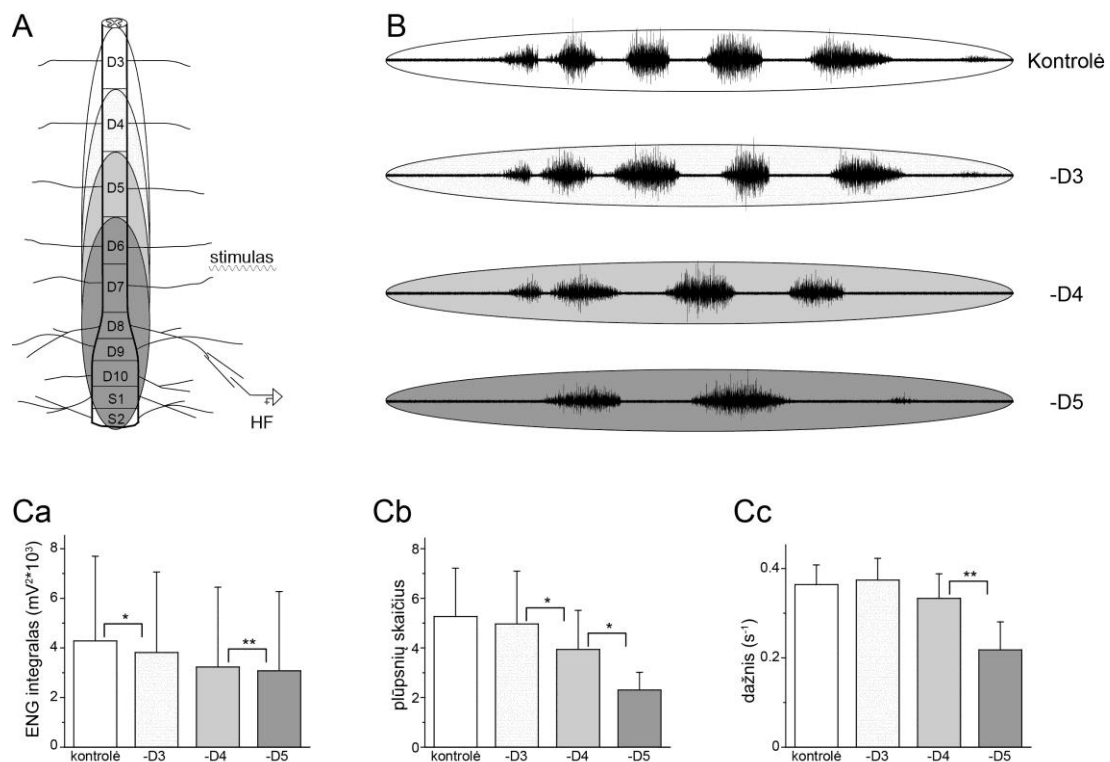 A
D3
D4
D5
D6
stimulas
D7
D8
D9
D10
S1
S2
HF
B
Kontrolė
-D3
-D4
-D5
Ca
ENG integralas (mV²*10³)
8
6
4
2
0
*
**
kontrolė -D3 -D4 -D5
Cb
plūpsnių skaičius
8
6
4
2
0
*
*
kontrolė -D3 -D4 -D5
Cc
dažnis (s⁻¹)
0.4
0.2
0
**
kontrolė -D3 -D4 -D5